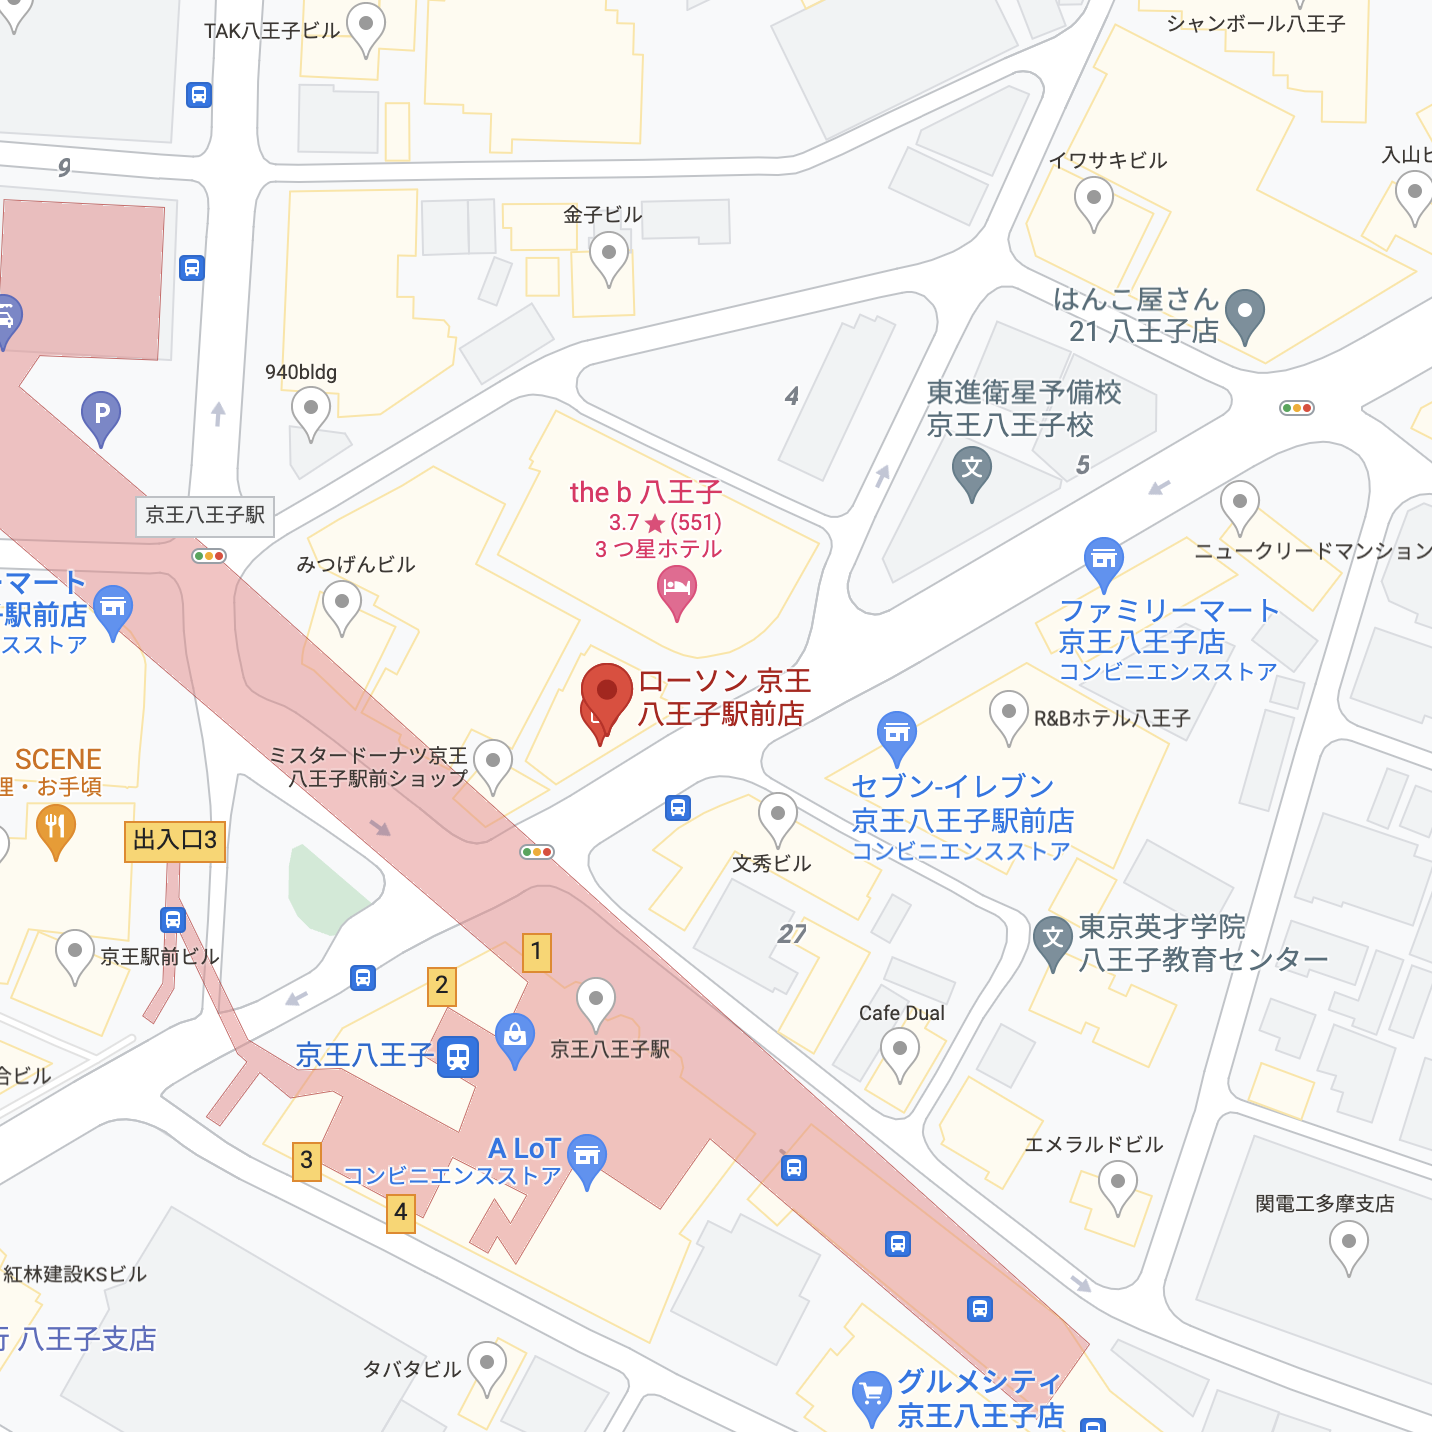 TAK八王子ビル
シャンボール八王子
9
イワサキビル
金子ビル
はんこ屋さん
21 八王子店
940bldg
P
4
東進衛星予備校
京王八王子校
文
5
the b 八王子
3.7 ★ (551)
3 つ星ホテル
京王八王子駅
ニュークリードマンション
みつげんビル
マート
駅前店
スストア
ファミリーマート
京王八王子店
コンビニエンスストア
ローソン 京王
八王子駅前店
R&Bホテル八王子
SCENE
理・お手頃
ミスタードーナツ京王
八王子駅前ショップ
セブン-イレブン
京王八王子駅前店
コンビニエンスストア
出入口3
文秀ビル
27
京王駅前ビル
1
2
文
東京英才学院
八王子教育センター
Cafe Dual
京王八王子
京王八王子駅
合ビル
A LoT
コンビニエンスストア
3
4
エメラルドビル
関電工多摩支店
紅林建設KSビル
行 八王子支店
タバタビル
グルメシティ
京王八王子店